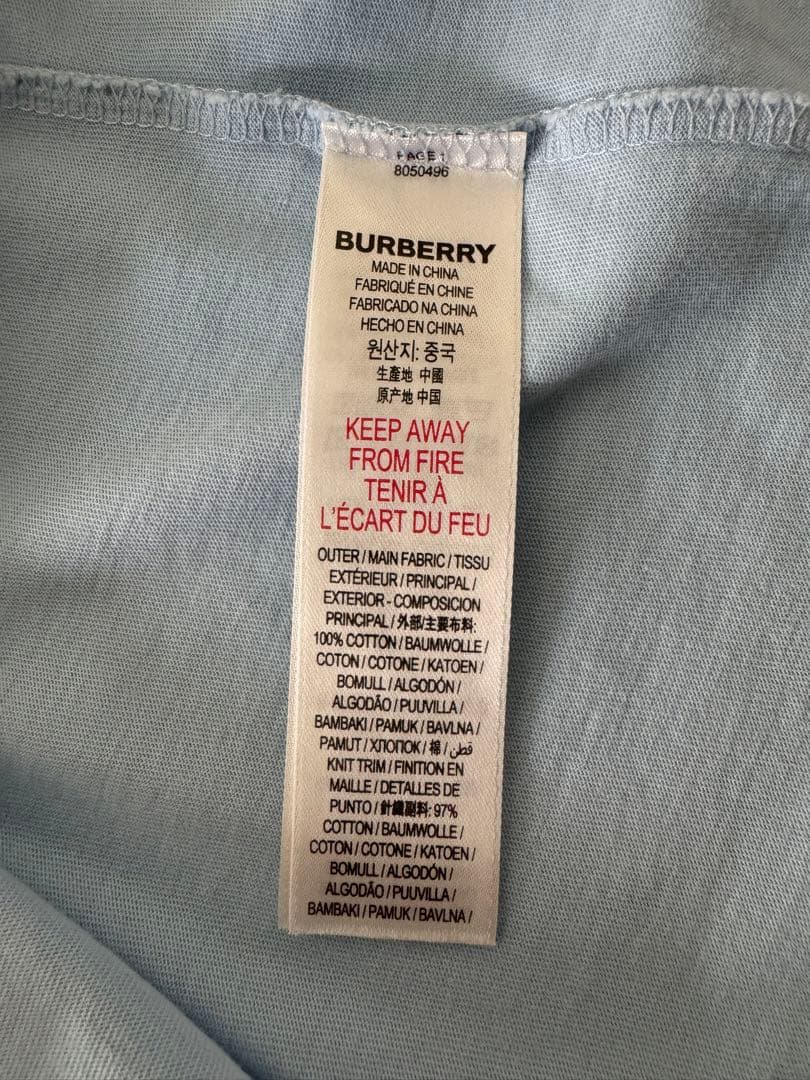 PAGE 1
8050496
BURBERRY
MADE IN CHINA
FABRIQUÉ EN CHINE
FABRICADO NA CHINA
HECHO EN CHINA
원산지: 중국
生產地 中國
原产地 中国
KEEP AWAY
FROM FIRE
TENIR À
L'ÉCART DU FEU
OUTER / MAIN FABRIC / TISSU
EXTÉRIEUR / PRINCIPAL /
EXTERIOR - COMPOSICION
PRINCIPAL / 外部/主要布料:
100% COTTON / BAUMWOLLE /
COTON / COTONE / KATOEN /
BOMULL / ALGODÓN /
ALGODÃO / PUUVILLA /
BAMBAKI / PAMUK / BAVLNA /
PAMUT / ХЛОПОК / 棉 / قطن
KNIT TRIM / FINITION EN
MAILLE / DETALLES DE
PUNTO / 針織副料: 97%
COTTON / BAUMWOLLE /
COTON / COTONE / KATOEN /
BOMULL / ALGODÓN /
ALGODÃO / PUUVILLA /
BAMBAKI / PAMUK / BAVLNA /